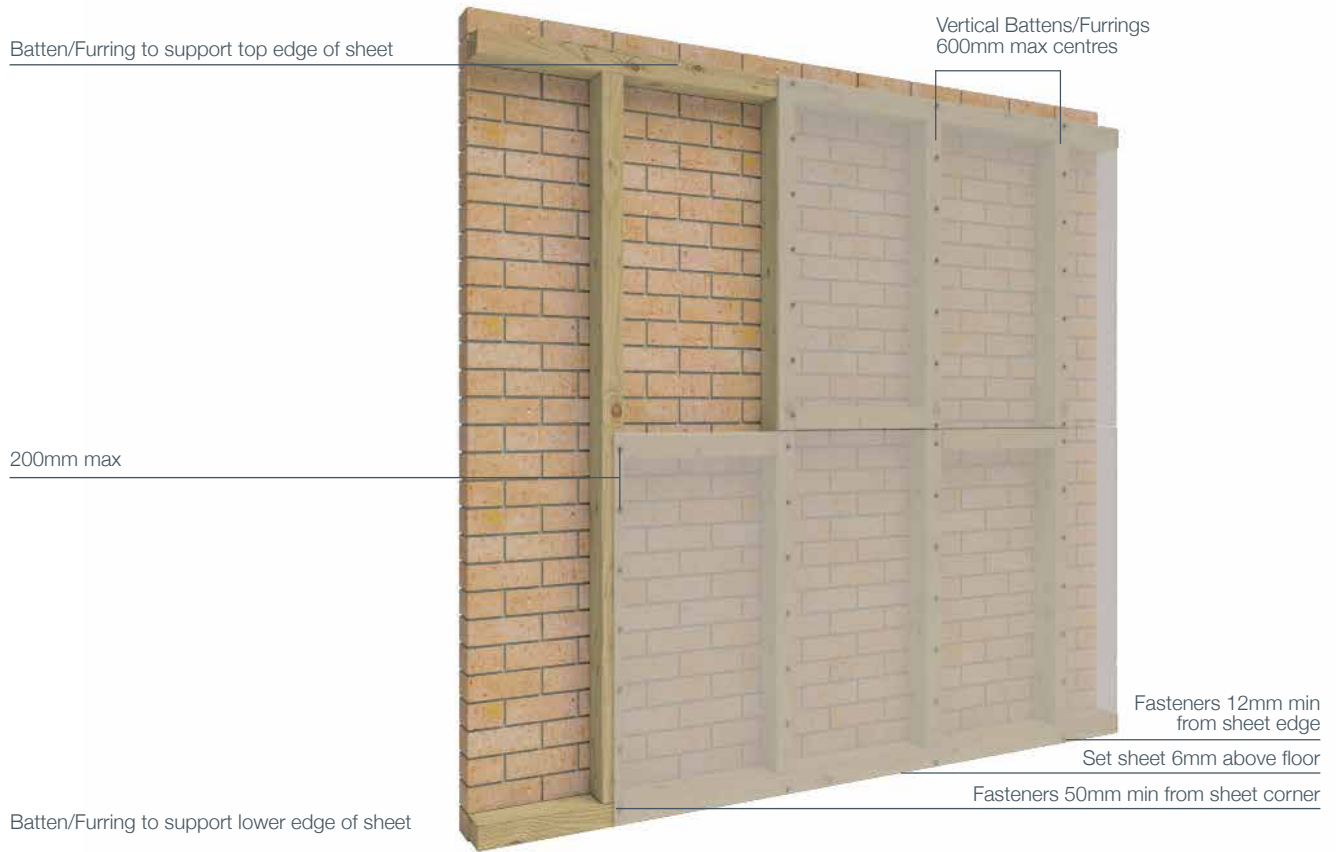 Batten/Furring to support top edge of sheet
Vertical Battens/Furrings
600mm max centres
200mm max
Fasteners 12mm min
from sheet edge
Set sheet 6mm above floor
Fasteners 50mm min from sheet corner
Batten/Furring to support lower edge of sheet